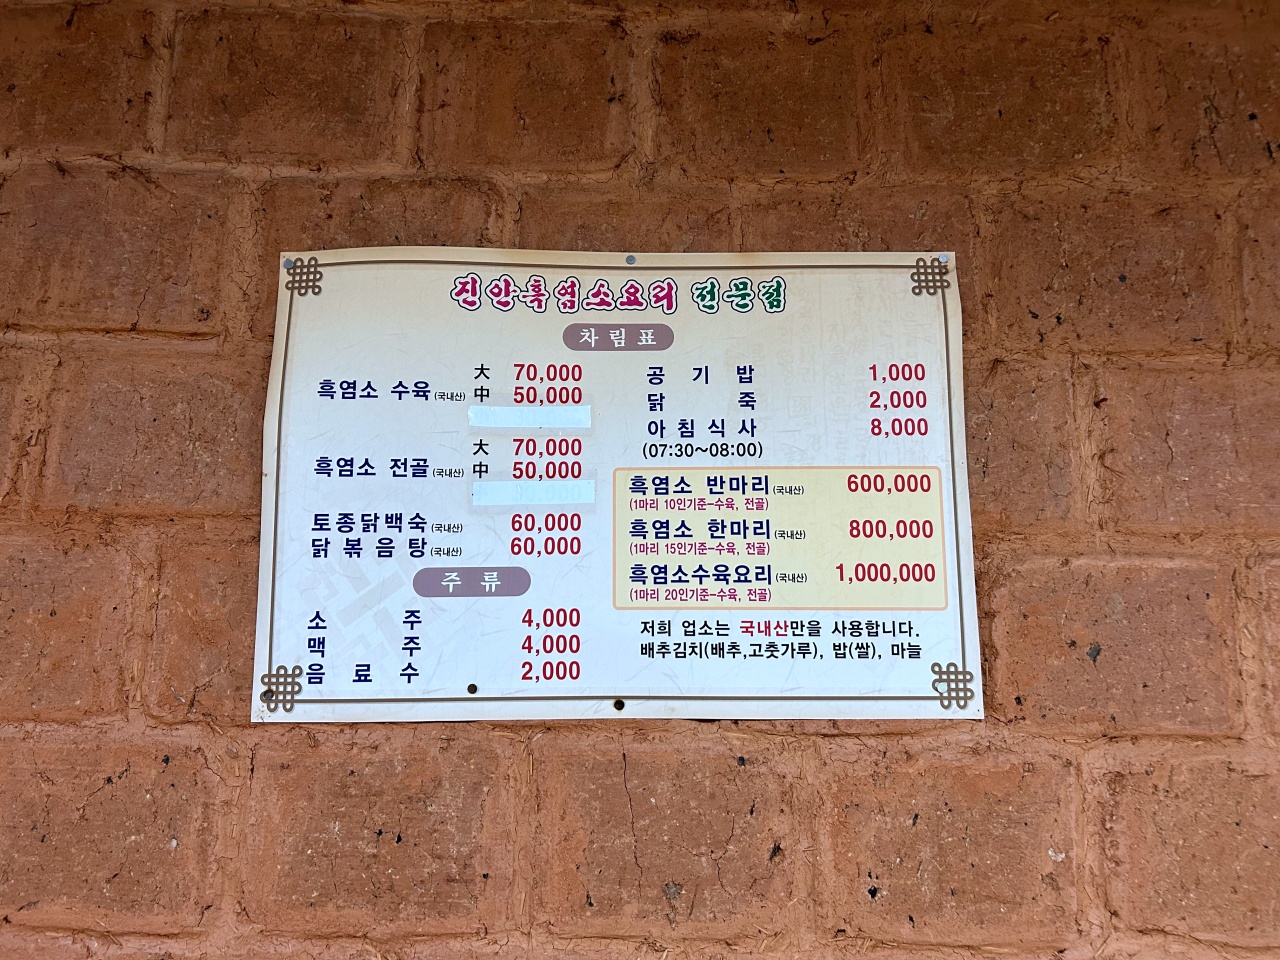 진안흑염소요리 전문점
차림표
흑염소 수육(국내산) 大 70,000
中 50,000
흑염소 전골(국내산) 大 70,000
中 50,000
토종닭백숙(국내산) 60,000
닭볶음탕(국내산) 60,000
주류
소주 4,000
맥주 4,000
음료수 2,000
공기밥 1,000
닭죽 2,000
아침식사 8,000
(07:30~08:00)
흑염소 반마리(국내산) 600,000
(1마리 10인기준-수육, 전골)
흑염소 한마리(국내산) 800,000
(1마리 15인기준-수육, 전골)
흑염소수육요리(국내산) 1,000,000
(1마리 20인기준-수육, 전골)
저희 업소는 국내산만을 사용합니다.
배추김치(배추,고춧가루), 밥(쌀), 마늘